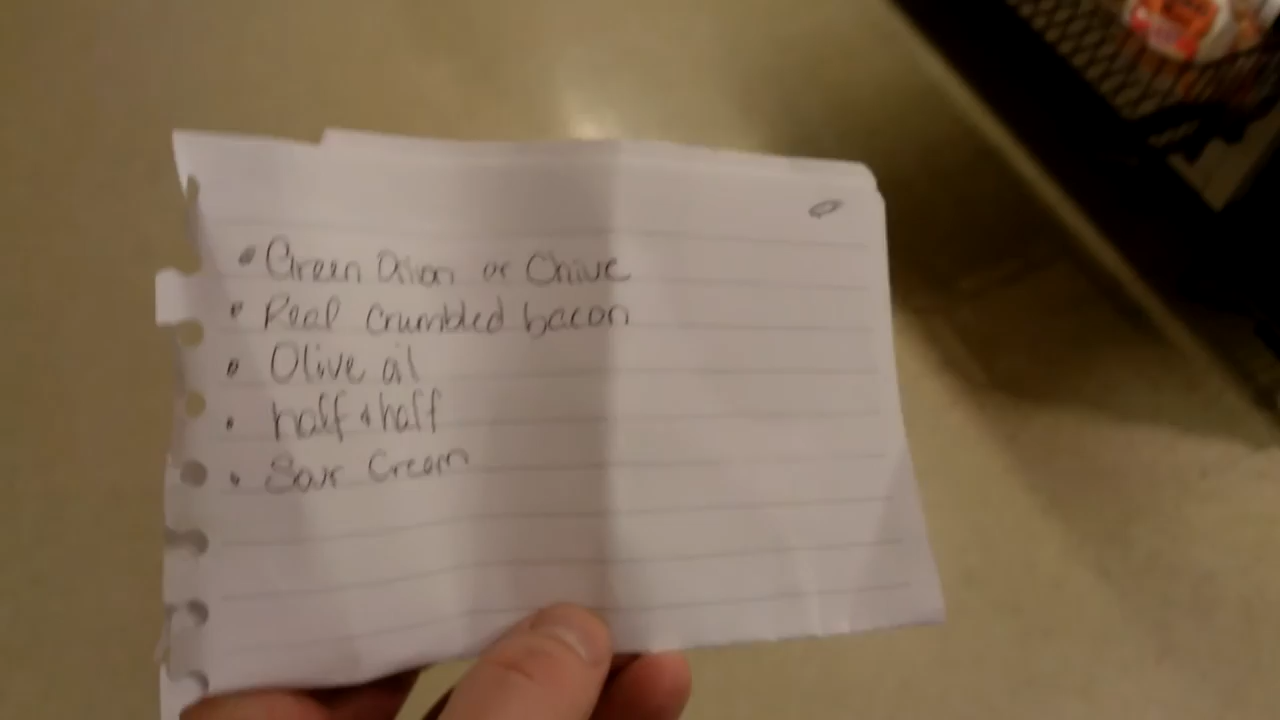 • Green Onion or Chive
• Real crumbled bacon
• Olive oil
• half & half
• Sour Cream